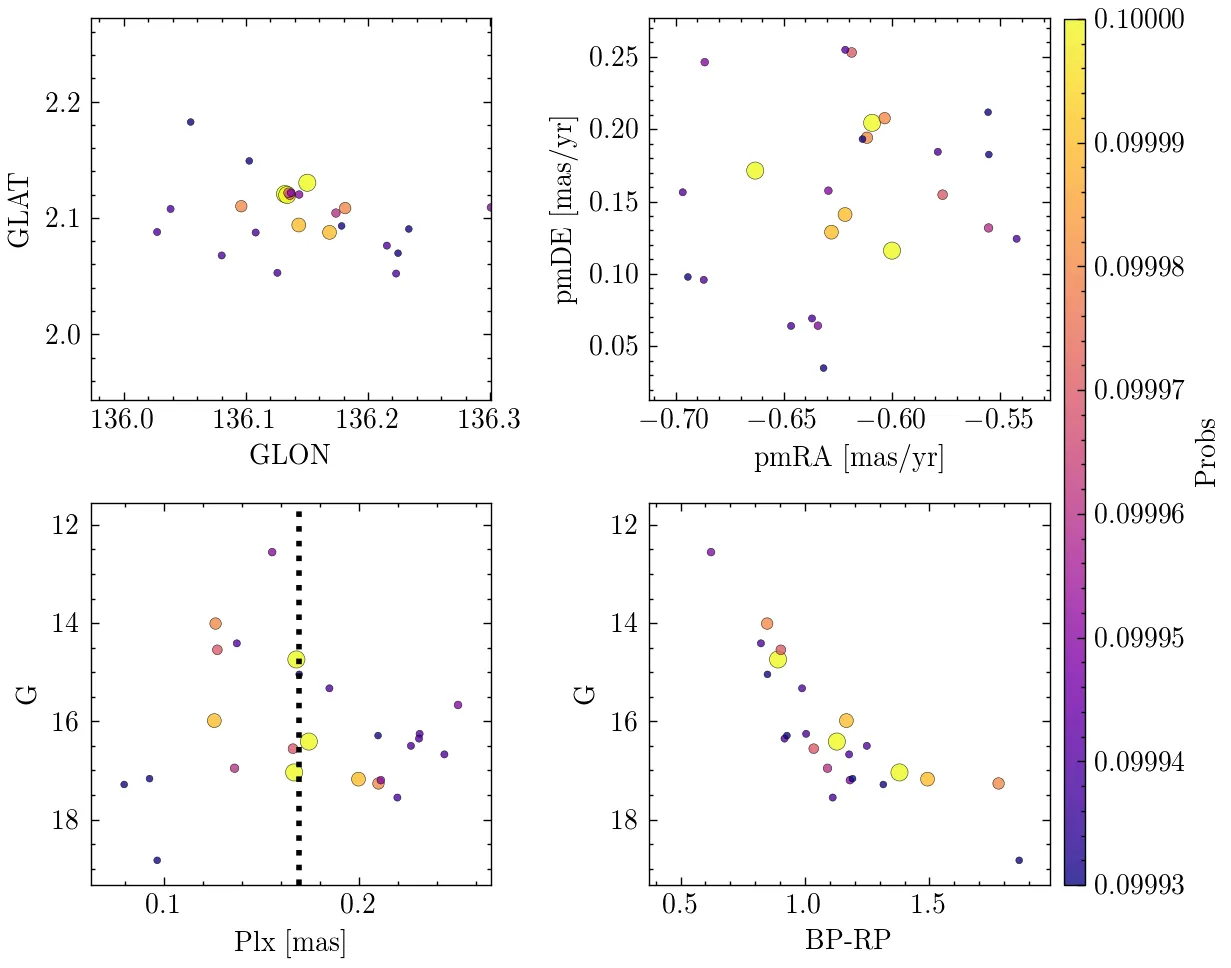 2.2
2.1
2.0
GLAT
136.0 136.1 136.2 136.3
GLON
0.25
0.20
0.15
0.10
0.05
pmDE [mas/yr]
−0.70 −0.65 −0.60 −0.55
pmRA [mas/yr]
12
14
16
18
G
0.1 0.2
Plx [mas]
12
14
16
18
G
0.5 1.0 1.5
BP-RP
0.10000
0.09999
0.09998
0.09997
0.09996
0.09995
0.09994
0.09993
Probs